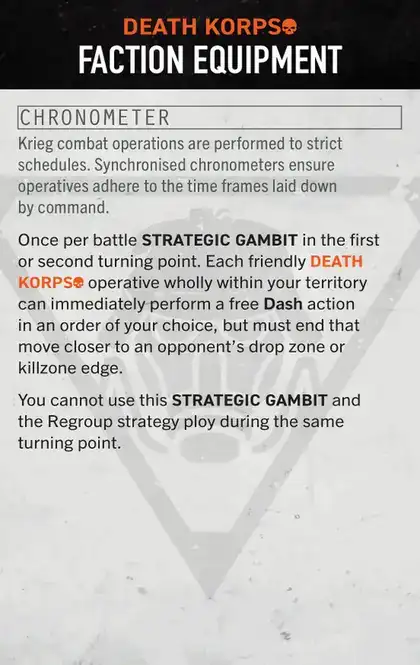 DEATH KORPS
FACTION EQUIPMENT
CHRONOMETER
Krieg combat operations are performed to strict
schedules. Synchronised chronometers ensure
operatives adhere to the time frames laid down
by command.
Once per battle STRATEGIC GAMBIT in the first
or second turning point. Each friendly DEATH
KORPS operative wholly within your territory
can immediately perform a free Dash action
in an order of your choice, but must end that
move closer to an opponent’s drop zone or
killzone edge.
You cannot use this STRATEGIC GAMBIT and
the Regroup strategy ploy during the same
turning point.